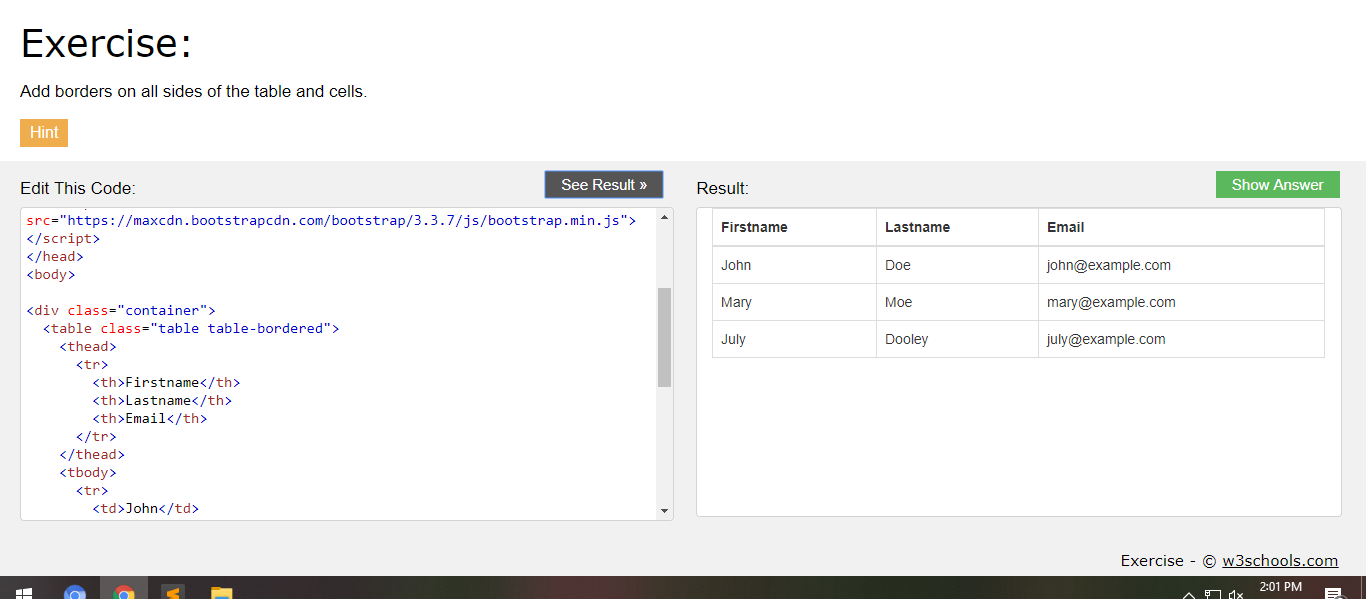 Exercise:
Add borders on all sides of the table and cells.
Hint
Edit This Code:
See Result »
src="https://maxcdn.bootstrapcdn.com/bootstrap/3.3.7/js/bootstrap.min.js">
</script>
</head>
<body>
<div class="container">
<table class="table table-bordered">
<thead>
<tr>
<th>Firstname</th>
<th>Lastname</th>
<th>Email</th>
</tr>
</thead>
<tbody>
<tr>
<td>John</td>
Result:
Show Answer
Firstname Lastname Email
John Doe john@example.com
Mary Moe mary@example.com
July Dooley july@example.com
Exercise - © w3schools.com
2:01 PM